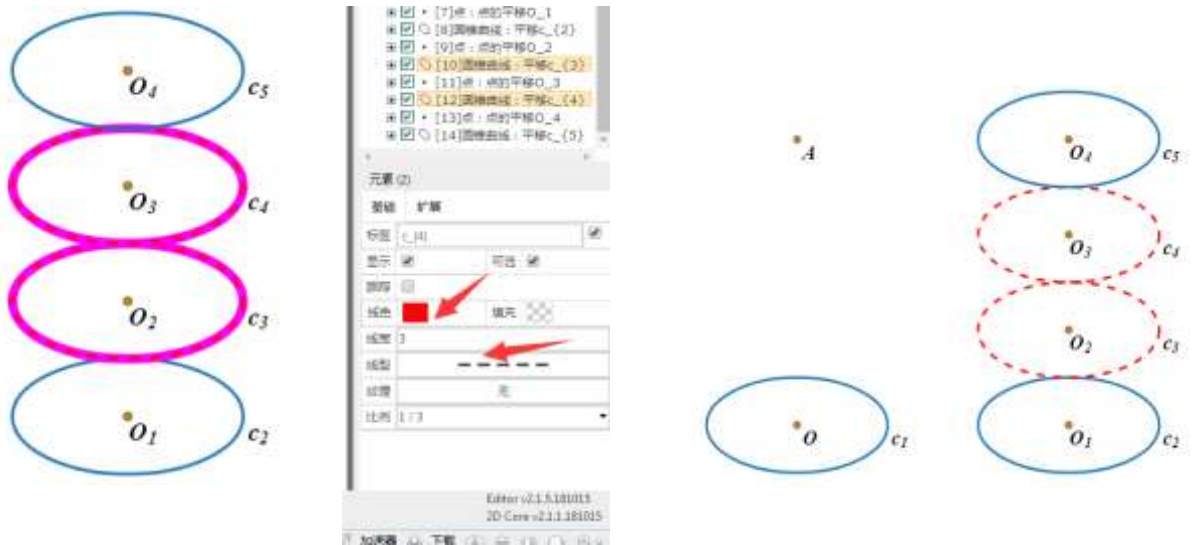 O4
c5
O3
c4
O2
c3
O1
c2
[7]点：点的平移O_1
[8]圆锥曲线：平移c_{2}
[9]点：点的平移O_2
[10]圆锥曲线：平移c_{3}
[11]点：点的平移O_3
[12]圆锥曲线：平移c_{4}
[13]点：点的平移O_4
[14]圆锥曲线：平移c_{5}
元素 (2)
基础 扩展
标签 c_{4}
显示 可选
跟踪
线色 填充
线宽 3
线型
纹理 无
比例 1 / 3
Editor v2.1.5.181015
2D Core v2.1.1.181015
加速器 下载
A
O
c1
O4
c5
O3
c4
O2
c3
O1
c2